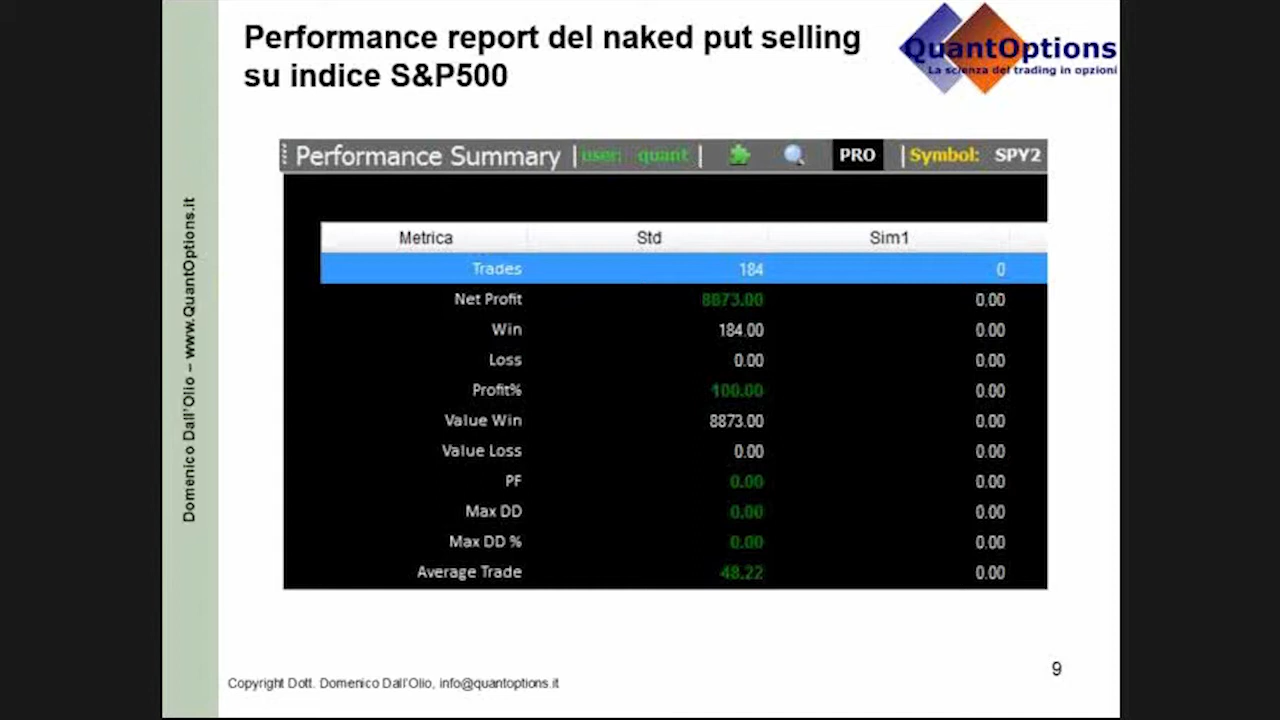 Performance report del naked put selling
su indice S&P500
QuantOptions
La scienza del trading in opzioni
Domenico Dall'Olio – www.QuantOptions.it
Performance Summary user: quant PRO Symbol: SPY2
Metrica Std Sim1
Trades 184 0
Net Profit 8873.00 0.00
Win 184.00 0.00
Loss 0.00 0.00
Profit% 100.00 0.00
Value Win 8873.00 0.00
Value Loss 0.00 0.00
PF 0.00 0.00
Max DD 0.00 0.00
Max DD % 0.00 0.00
Average Trade 48.22 0.00
9
Copyright Dott. Domenico Dall'Olio, info@quantoptions.it